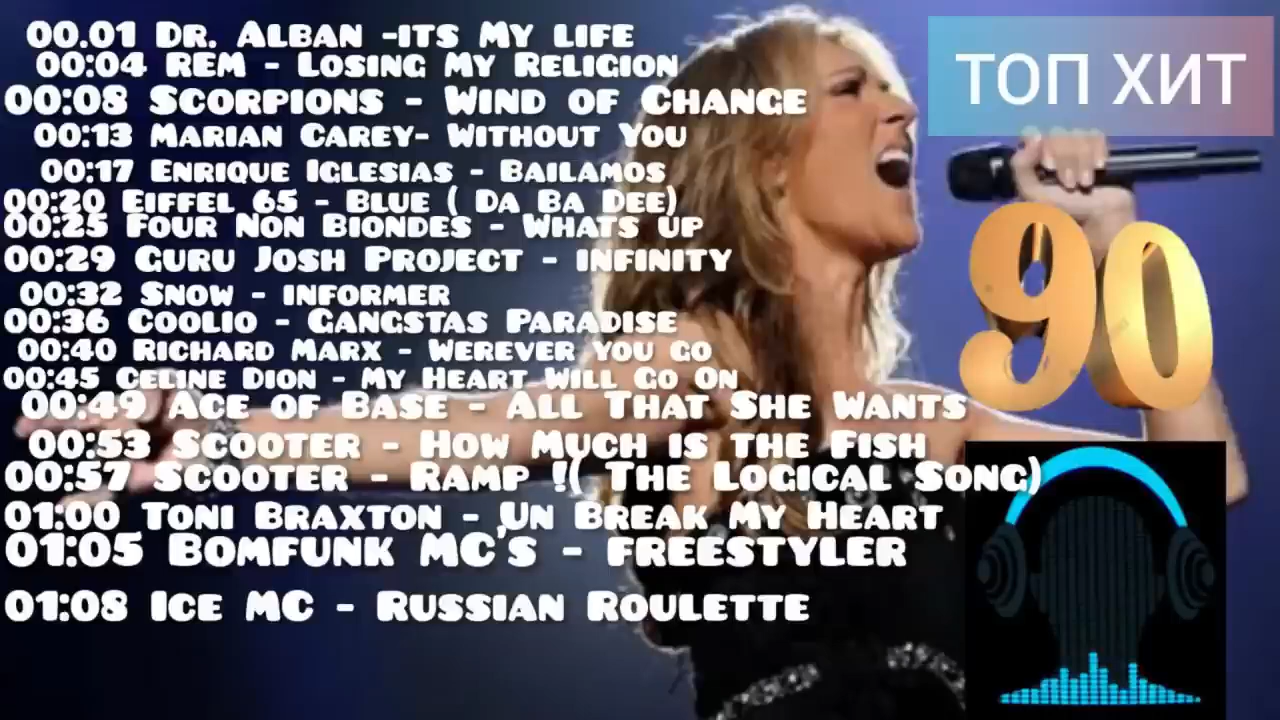 00.01 Dr. Alban -its My life
00:04 REM - Losing My Religion
00:08 Scorpions - Wind of Change
00:13 Marian Carey- Without You
00:17 Enrique Iglesias - Bailamos
00:20 Eiffel 65 - Blue ( Da Ba Dee)
00:25 Four Non Biondes - Whats up
00:29 Guru Josh Project - infinity
00:32 Snow - informer
00:36 Coolio - Gangstas Paradise
00:40 Richard Marx - Werever you go
00:45 Celine Dion - My Heart Will Go On
00:49 Ace of Base - All That She Wants
00:53 Scooter - How Much is the Fish
00:57 Scooter - Ramp !( The Logical Song)
01:00 Toni Braxton - Un Break My Heart
01:05 Bomfunk MC's - freestyler
01:08 Ice MC - Russian Roulette
ТОП ХИТ
90